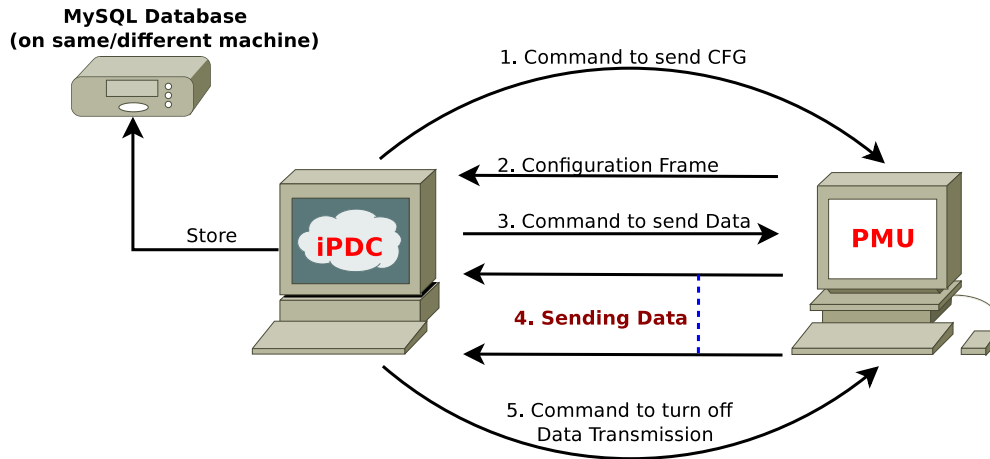 MySQL Database
(on same/different machine)
1. Command to send CFG
2. Configuration Frame
3. Command to send Data
Store
iPDC
PMU
4. Sending Data
5. Command to turn off
Data Transmission